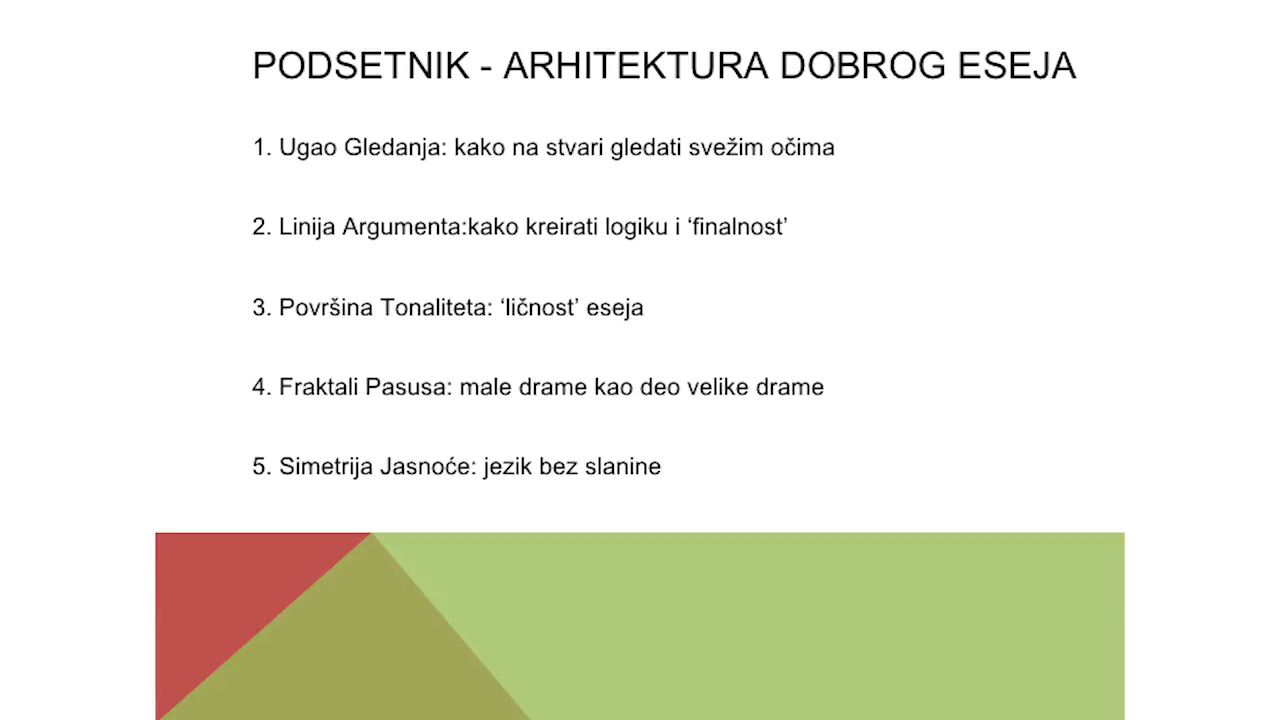 PODSETNIK - ARHITEKTURA DOBROG ESEJA
1. Ugao Gledanja: kako na stvari gledati svežim očima
2. Linija Argumenta:kako kreirati logiku i ‘finalnost’
3. Površina Tonaliteta: ‘ličnost’ eseja
4. Fraktali Pasusa: male drame kao deo velike drame
5. Simetrija Jasnoće: jezik bez slanine